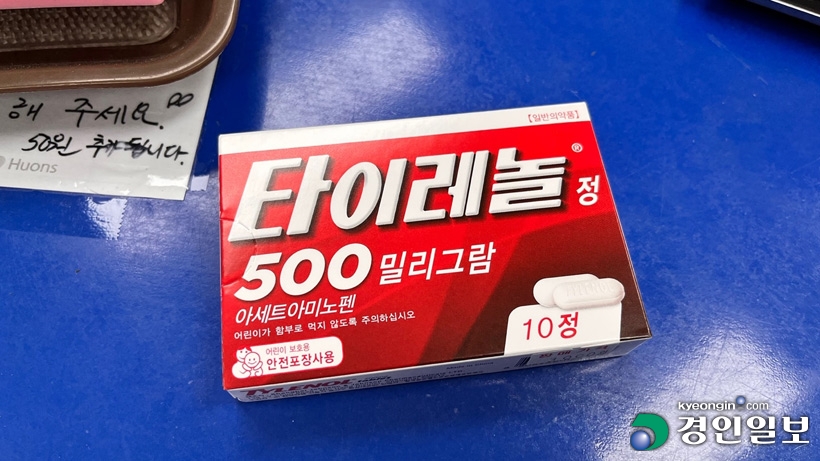 해 주세요.
50원 추가 됩니다.
Huons
[일반의약품]
타이레놀® 정
500 밀리그람
아세트아미노펜
어린이가 함부로 먹지 않도록 주의하십시오
어린이 보호용
안전포장사용
10정
TYLENOL
kyeongin.com
경인일보